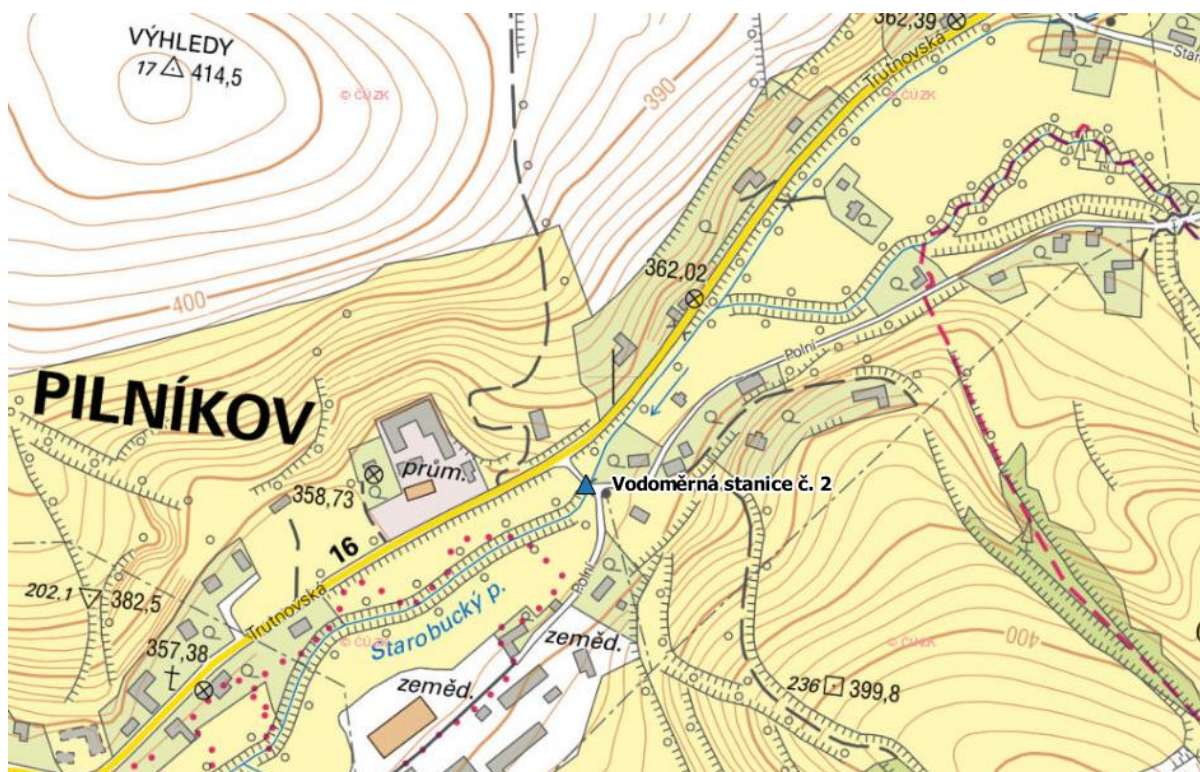 VÝHLEDY
17 414,5
© ČÚZK
362,39
Trutnovská
© ČÚZK
390
400
362,02
Polní
PILNÍKOV
prům.
358,73
16
Vodoměrná stanice č. 2
202.1 382,5
Trutnovská
Polní
Starobucký p.
© ČÚZK
357,38
zeměd.
zeměd.
© ČÚZK
400
236 399,8